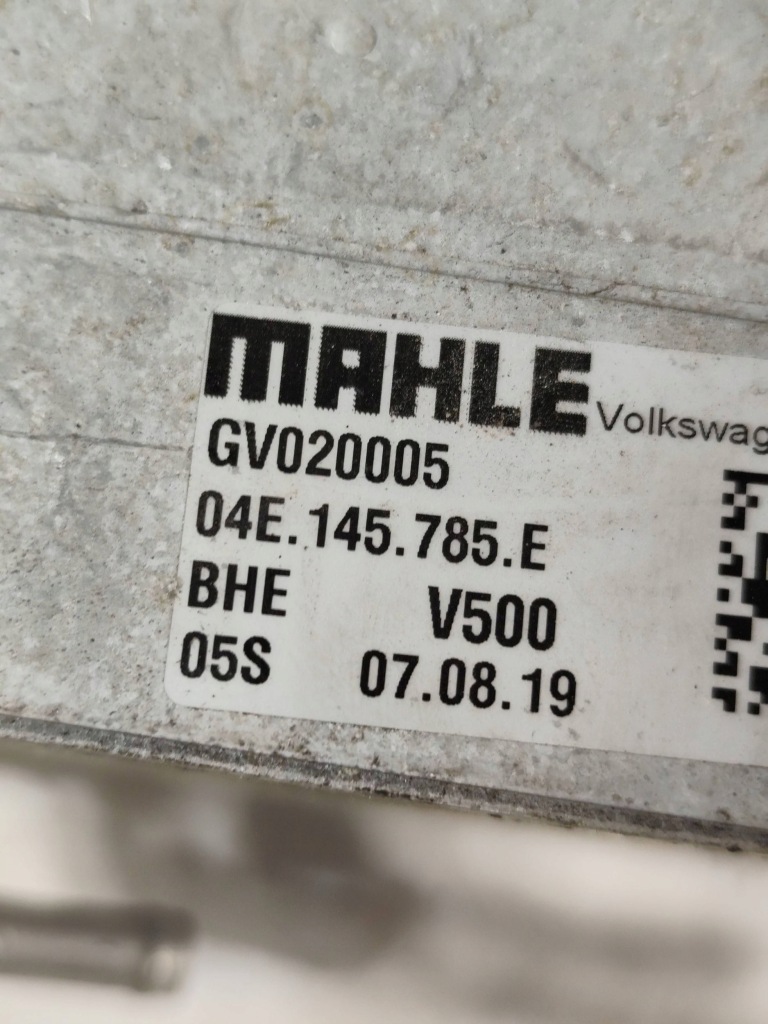 MAHLE Volkswag
GV020005
04E.145.785.E
BHE V500
05S 07.08.19